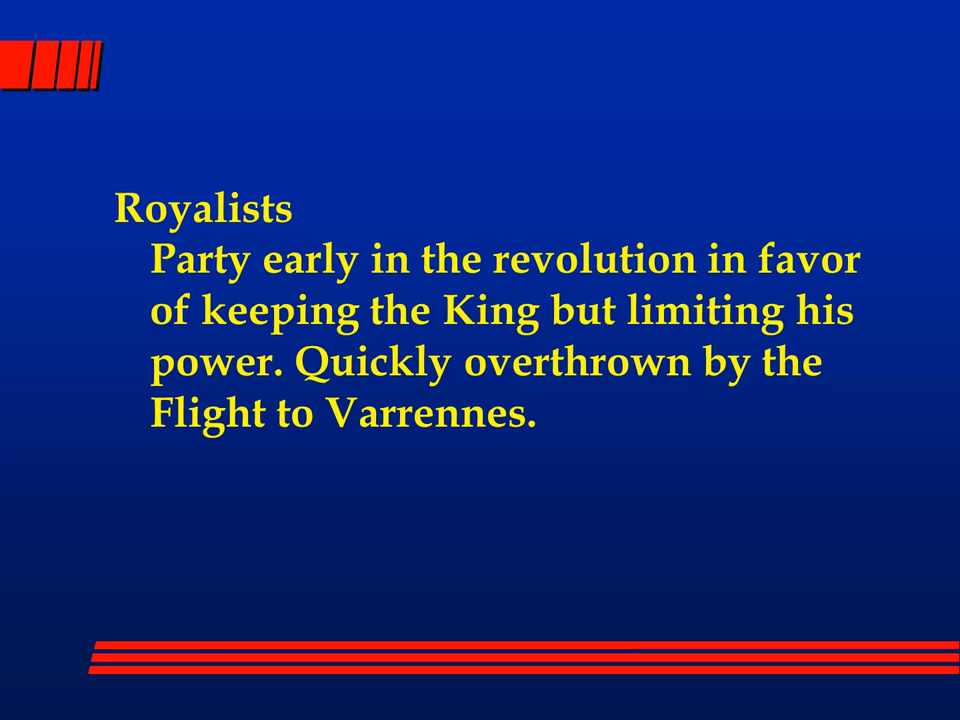 Royalists
Party early in the revolution in favor
of keeping the King but limiting his
power. Quickly overthrown by the
Flight to Varrennes.